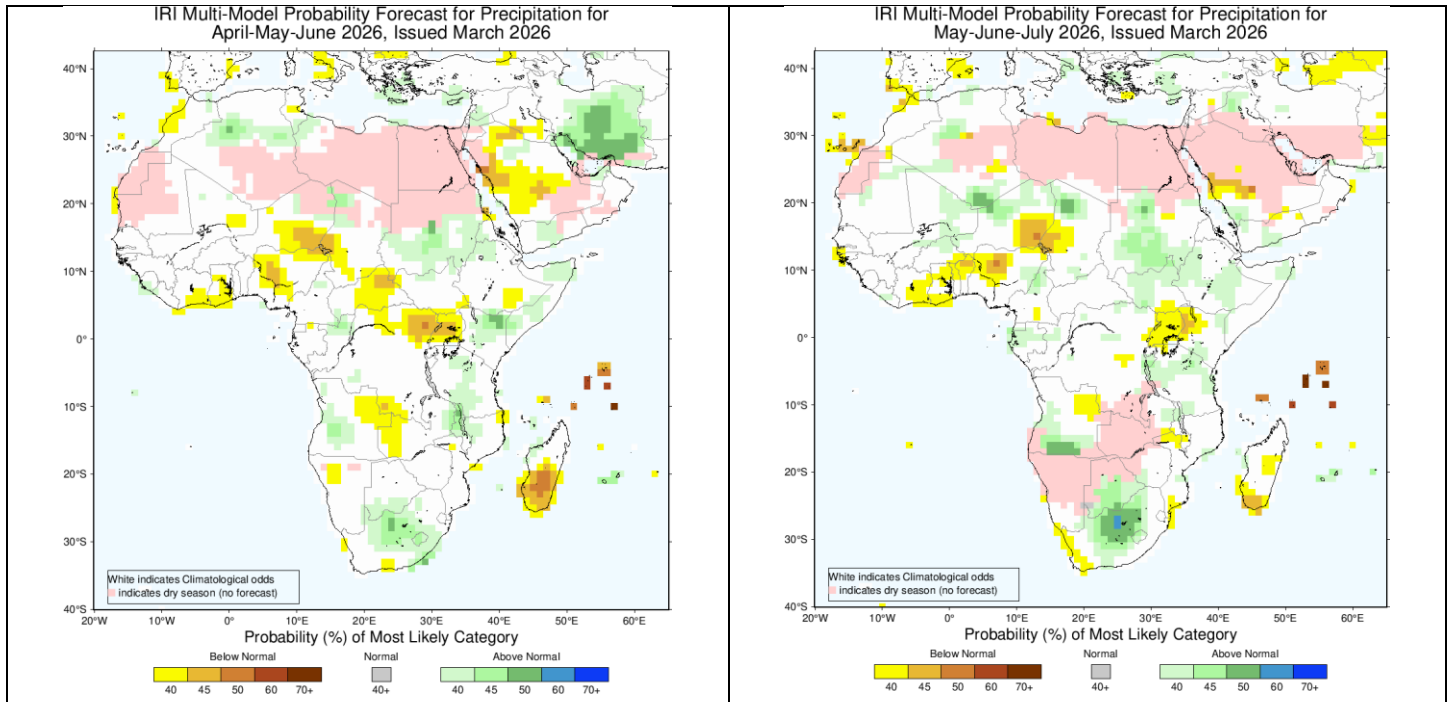 IRI Multi-Model Probability Forecast for Precipitation for
April-May-June 2026, Issued March 2026
40°N
30°N
20°N
10°N
0°
10°S
20°S
30°S
40°S
White indicates Climatological odds
indicates dry season (no forecast)
20°W 10°W 0° 10°E 20°E 30°E 40°E 50°E 60°E
Probability (%) of Most Likely Category
Below Normal Normal Above Normal
40 45 50 60 70+ 40+ 40 45 50 60 70+
IRI Multi-Model Probability Forecast for Precipitation for
May-June-July 2026, Issued March 2026
40°N
30°N
20°N
10°N
0°
10°S
20°S
30°S
40°S
White indicates Climatological odds
indicates dry season (no forecast)
20°W 10°W 0° 10°E 20°E 30°E 40°E 50°E 60°E
Probability (%) of Most Likely Category
Below Normal Normal Above Normal
40 45 50 60 70+ 40+ 40 45 50 60 70+